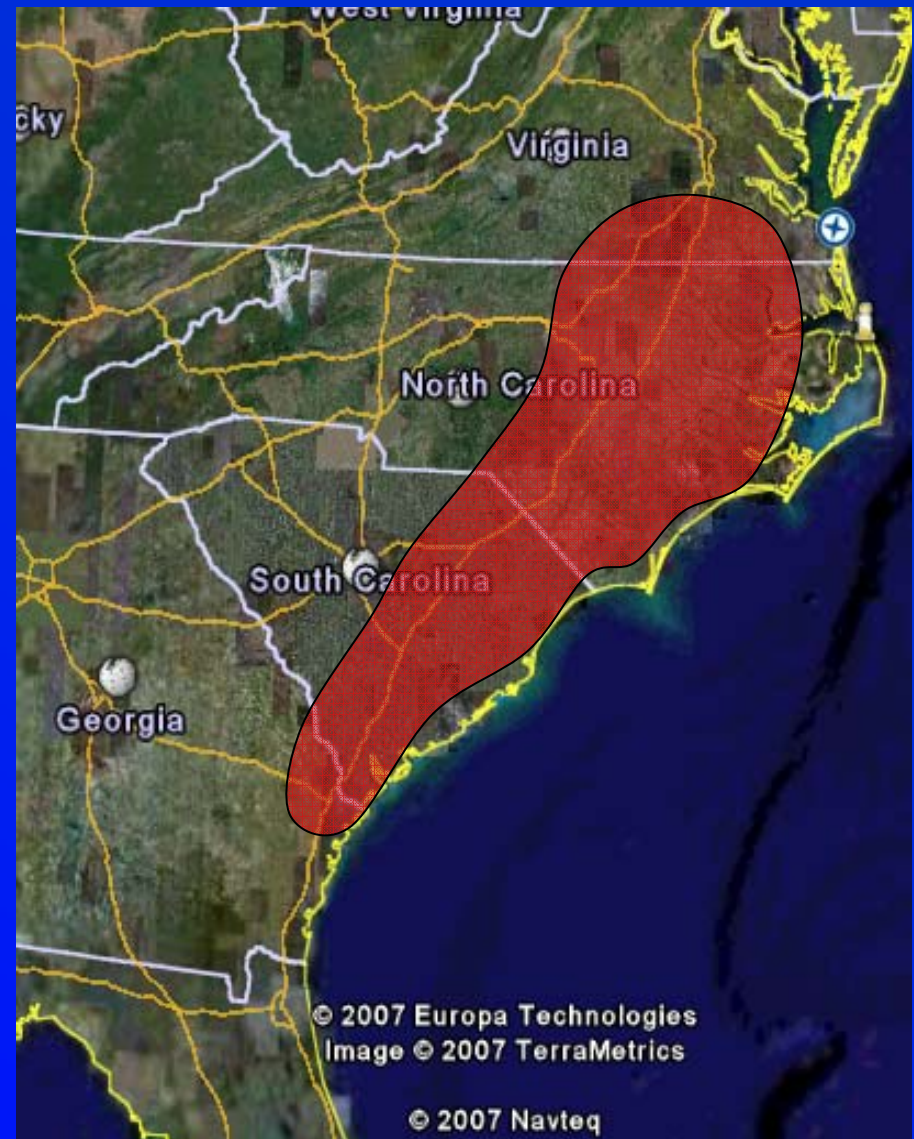 West Virginia
cky
Virginia
North Carolina
South Carolina
Georgia
© 2007 Europa Technologies
Image © 2007 TerraMetrics
© 2007 Navteq